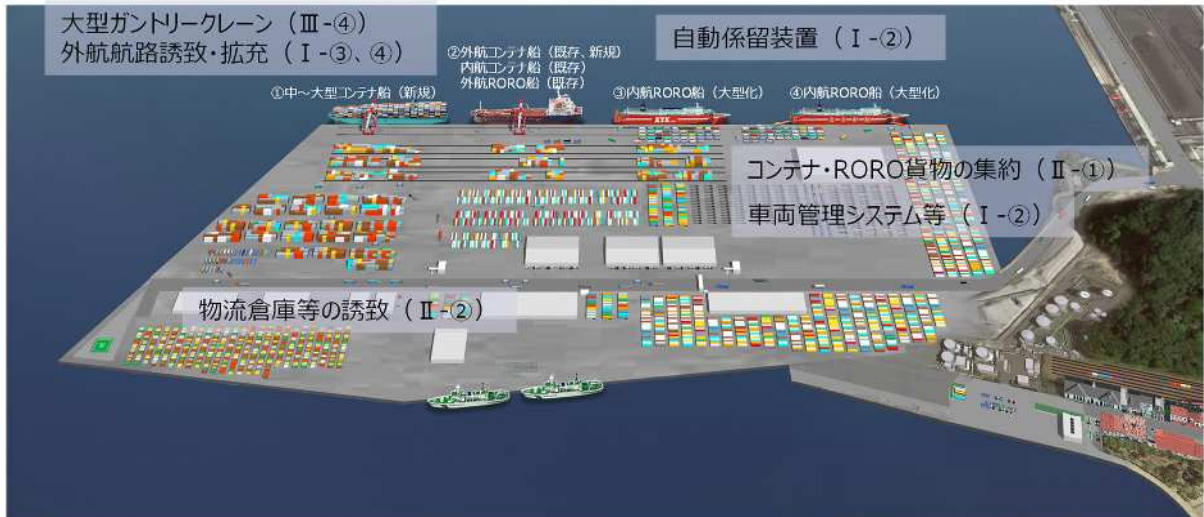 大型ガントリークレーン（Ⅲ-④）
外航航路誘致・拡充（Ⅰ-③、④）
自動係留装置（Ⅰ-②）
①中～大型コンテナ船（新規）
②外航コンテナ船（既存、新規）
内航コンテナ船（既存）
外航RORO船（既存）
③内航RORO船（大型化）
④内航RORO船（大型化）
コンテナ・RORO貨物の集約（Ⅱ-①）
車両管理システム等（Ⅰ-②）
物流倉庫等の誘致（Ⅱ-②）